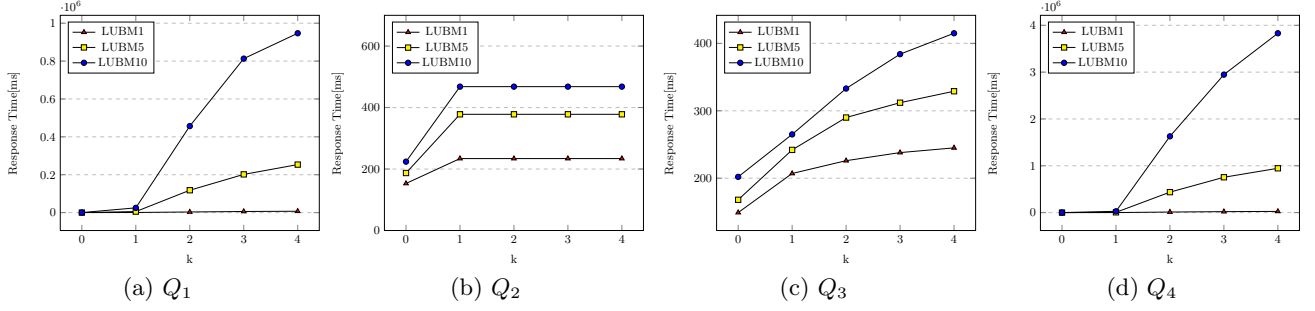 ·10⁶
1
0.8
0.6
0.4
0.2
0
Response Time[ms]
LUBM1
LUBM5
LUBM10
0 1 2 3 4
k
(a) Q₁
600
400
200
0
Response Time[ms]
LUBM1
LUBM5
LUBM10
0 1 2 3 4
k
(b) Q₂
400
300
200
Response Time[ms]
LUBM1
LUBM5
LUBM10
0 1 2 3 4
k
(c) Q₃
·10⁶
4
3
2
1
0
Response Time[ms]
LUBM1
LUBM5
LUBM10
0 1 2 3 4
k
(d) Q₄